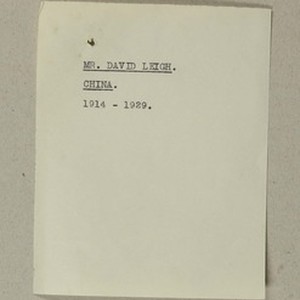 MR. DAVID LEIGH.
CHINA.
1914 - 1929.